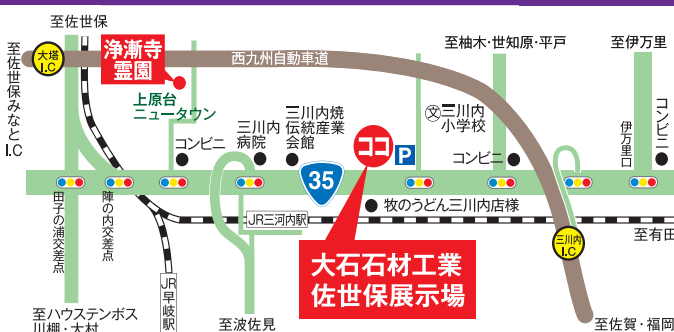 至佐世保
至佐世保みなとI.C
大塔
I.C
浄漸寺
霊園
上原台
ニュータウン
西九州自動車道
至柚木・世知原・平戸
至伊万里
コンビニ
三川内
病院
三川内焼
伝統産業
会館
ココ
P
文
三川内
小学校
コンビニ
伊万里口
コンビニ
35
田子の浦交差点
陣の内交差点
JR三河内駅
牧のうどん三川内店様
三川内
I.C
至有田
大石石材工業
佐世保展示場
JR
早岐駅
至ハウステンボス
川棚・大村
至波佐見
至佐賀・福岡